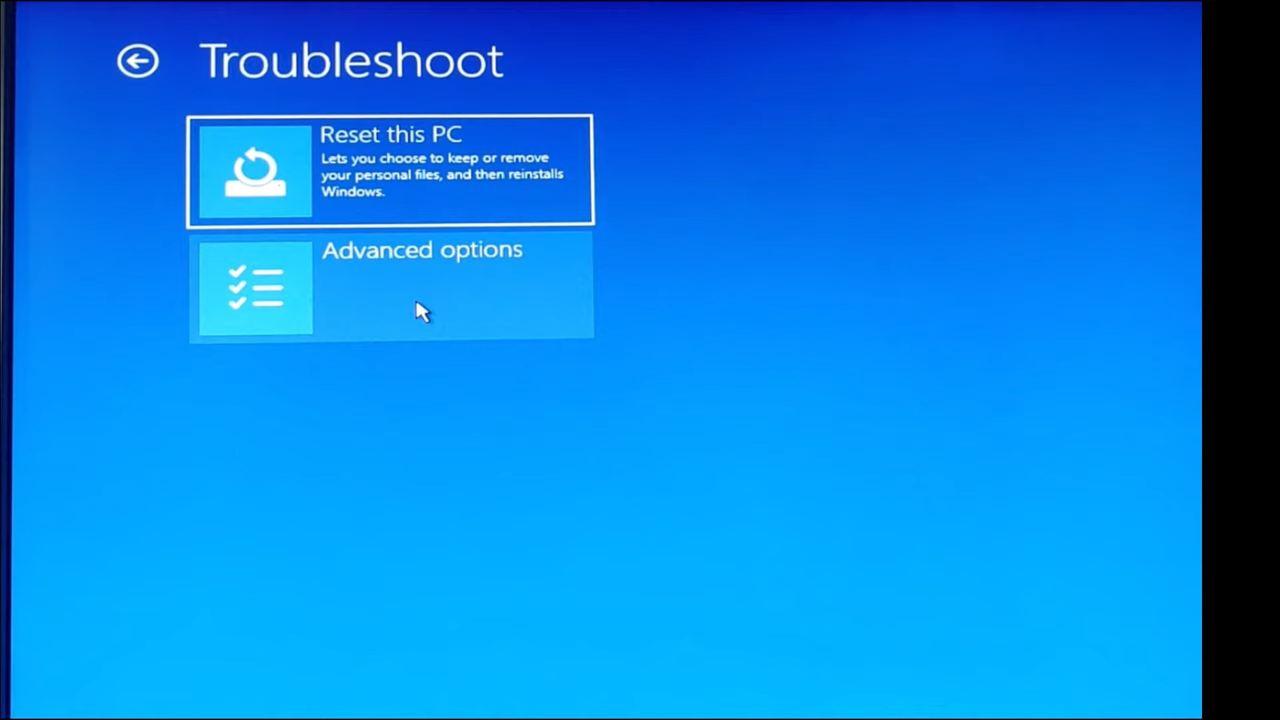 Troubleshoot
Reset this PC
Lets you choose to keep or remove
your personal files, and then reinstalls
Windows.
Advanced options